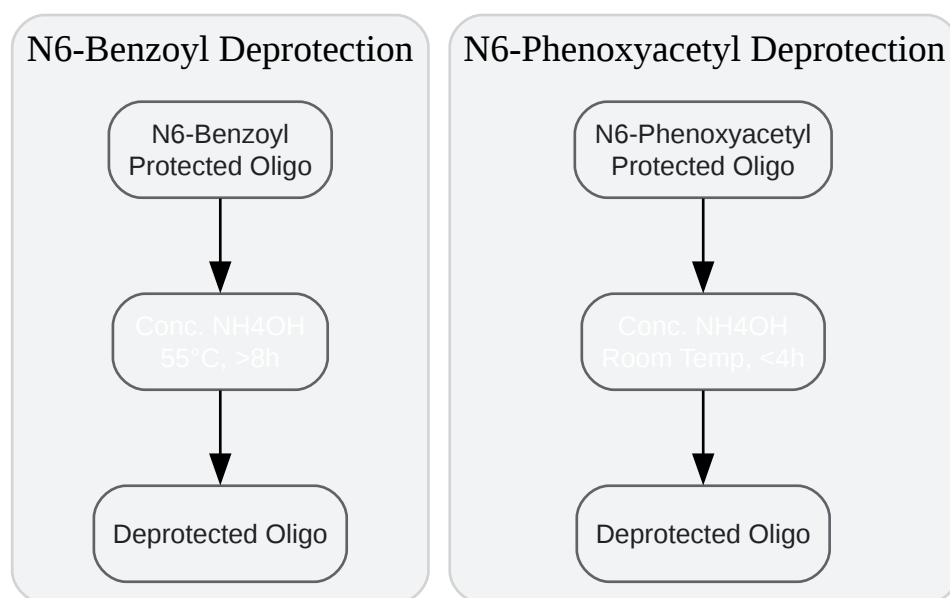 N6-Benzoyl Deprotection
N6-Benzoyl
Protected Oligo
Conc. NH4OH
55°C, >8h
Deprotected Oligo
N6-Phenoxyacetyl Deprotection
N6-Phenoxyacetyl
Protected Oligo
Conc. NH4OH
Room Temp, <4h
Deprotected Oligo